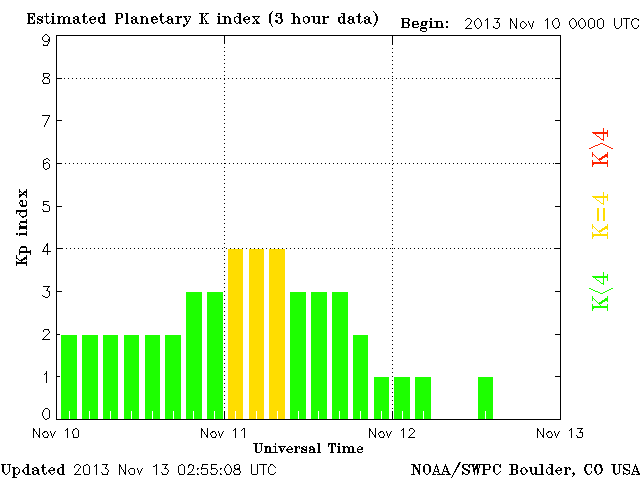 Estimated Planetary K index (3 hour data) Begin: 2013 Nov 10 0000 UTC
9
8
7
6
5
4
3
2
1
0
Kp index
K>4
K=4
K<4
Nov 10 Nov 11 Nov 12 Nov 13
Universal Time
Updated 2013 Nov 13 02:55:08 UTC NOAA/SWPC Boulder, CO USA